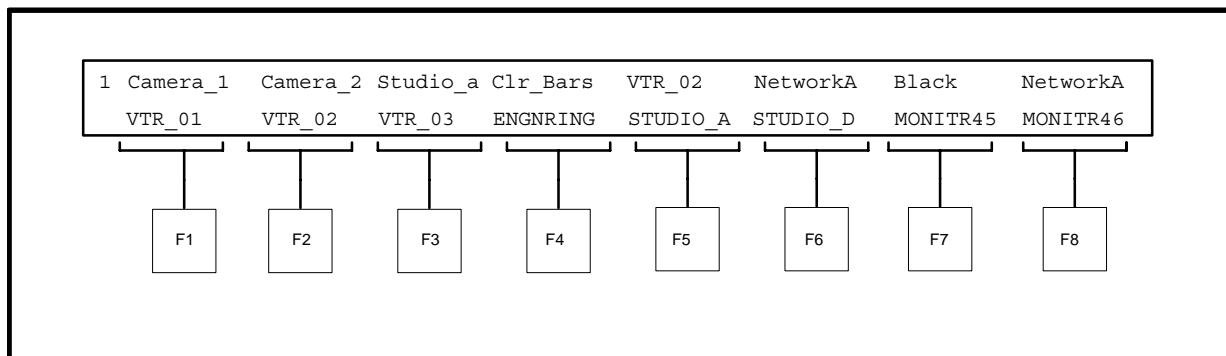 1 Camera_1 Camera_2 Studio_a Clr_Bars VTR_02 NetworkA Black NetworkA
VTR_01 VTR_02 VTR_03 ENGNRING STUDIO_A STUDIO_D MONITR45 MONITR46
F1 F2 F3 F4 F5 F6 F7 F8